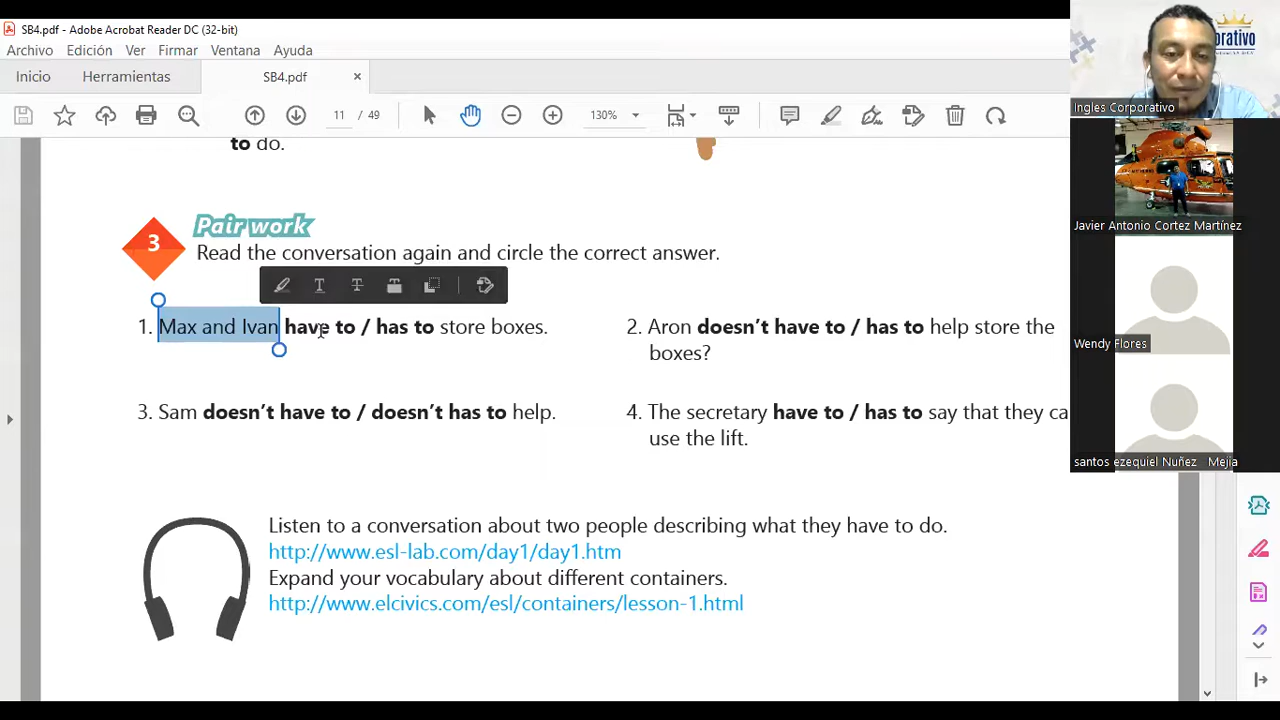 SB4.pdf - Adobe Acrobat Reader DC (32-bit)
Archivo Edición Ver Firmar Ventana Ayuda
Inicio Herramientas SB4.pdf ×
11 / 49 130%
to do.
3 Pair work
Read the conversation again and circle the correct answer.
1. Max and Ivan have to / has to store boxes.
2. Aron doesn't have to / has to help store the
boxes?
3. Sam doesn't have to / doesn't has to help.
4. The secretary have to / has to say that they ca
use the lift.
Listen to a conversation about two people describing what they have to do.
http://www.esl-lab.com/day1/day1.htm
Expand your vocabulary about different containers.
http://www.elcivics.com/esl/containers/lesson-1.html
orativo
Ingles Corporativo
Javier Antonio Cortez Martínez
Wendy Flores
santos ezequiel Nuñez Mejia